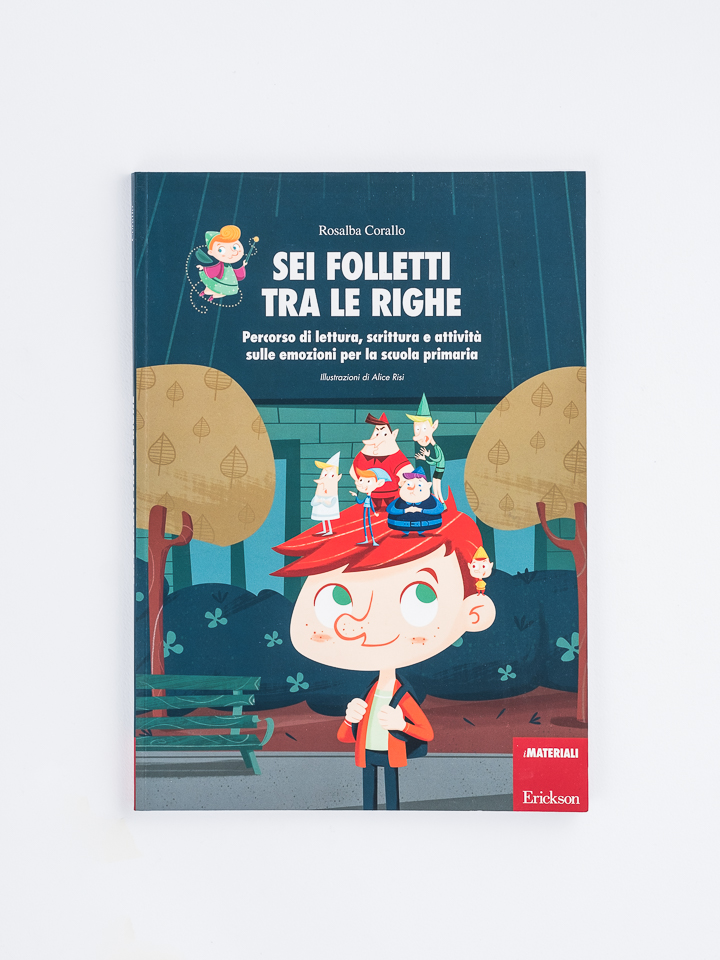 Rosalba Corallo
SEI FOLLETTI
TRA LE RIGHE
Percorso di lettura, scrittura e attività
sulle emozioni per la scuola primaria
Illustrazioni di Alice Risi
iMATERIALI
Erickson